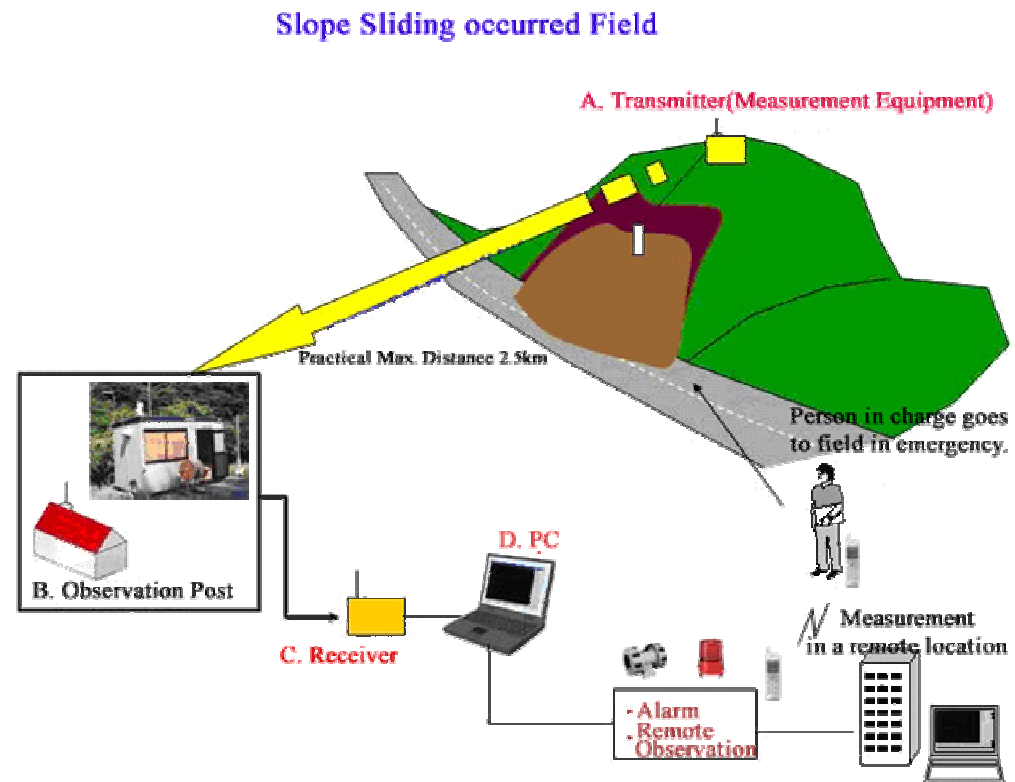 Slope Sliding occurred Field
A. Transmitter(Measurement Equipment)
Practical Max. Distance 2.5km
Person in charge goes
to field in emergency.
B. Observation Post
D. PC
C. Receiver
Measurement
in a remote location
- Alarm
. Remote
Observation